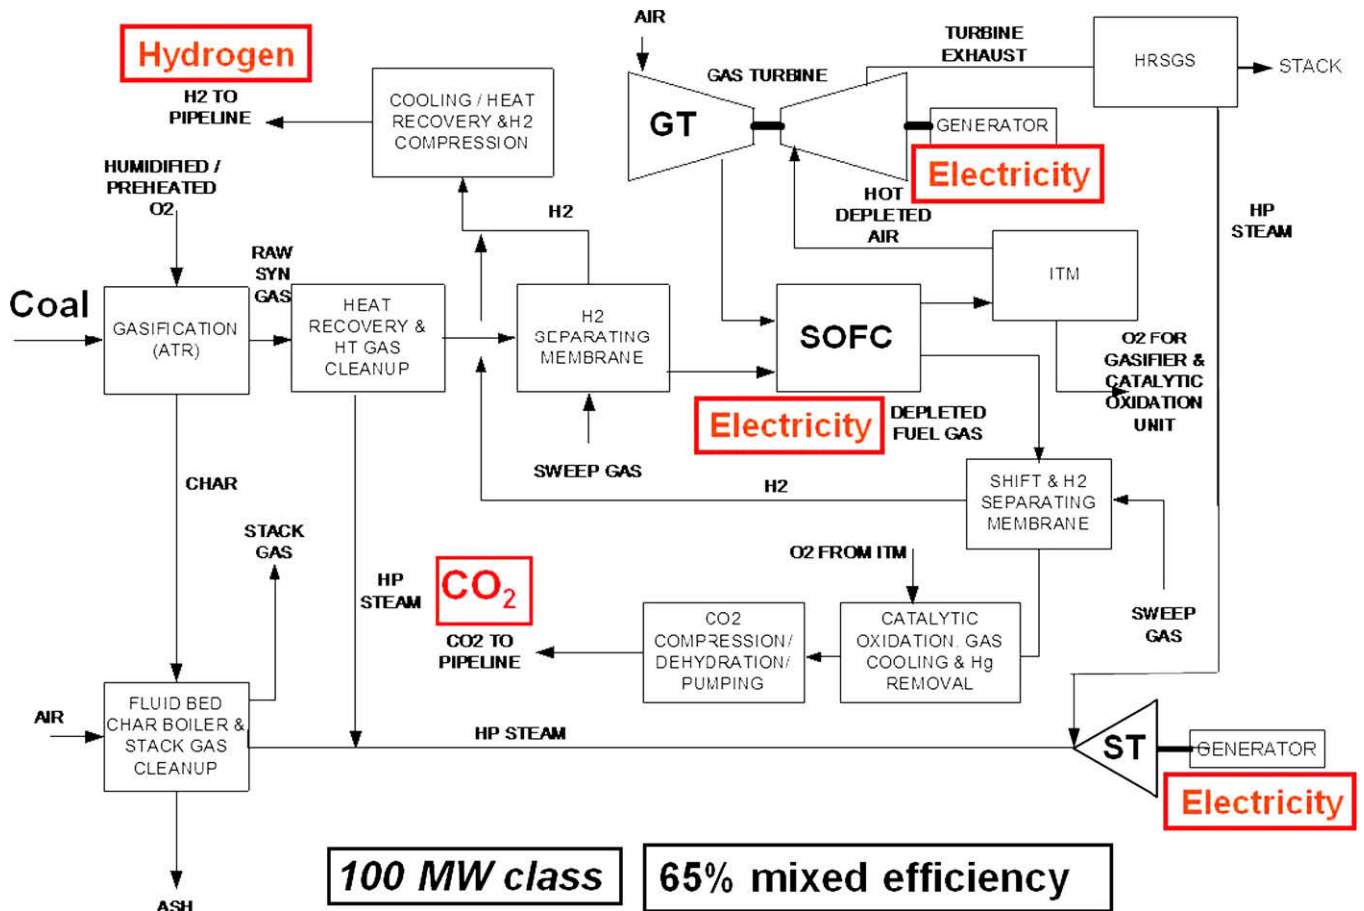 AIR
Hydrogen
TURBINE
EXHAUST
HRSGS
STACK
GAS TURBINE
H2 TO
PIPELINE
COOLING / HEAT
RECOVERY &H2
COMPRESSION
GT
GENERATOR
Electricity
HUMIDIFIED /
PREHEATED
O2
H2
HOT
DEPLETED
AIR
HP
STEAM
RAW
SYN
GAS
ITM
Coal
GASIFICATION
(ATR)
HEAT
RECOVERY &
HT GAS
CLEANUP
H2
SEPARATING
MEMBRANE
SOFC
O2 FOR
GASIFIER &
CATALYTIC
OXIDATION
UNIT
Electricity
DEPLETED
FUEL GAS
SWEEP GAS
CHAR
H2
SHIFT & H2
SEPARATING
MEMBRANE
STACK
GAS
O2 FROM ITM
HP
STEAM
CO2
CO2 TO
PIPELINE
CO2
COMPRESSION/
DEHYDRATION/
PUMPING
CATALYTIC
OXIDATION, GAS
COOLING & Hg
REMOVAL
SWEEP
GAS
AIR
FLUID BED
CHAR BOILER &
STACK GAS
CLEANUP
HP STEAM
ST
GENERATOR
Electricity
100 MW class
65% mixed efficiency
ASH